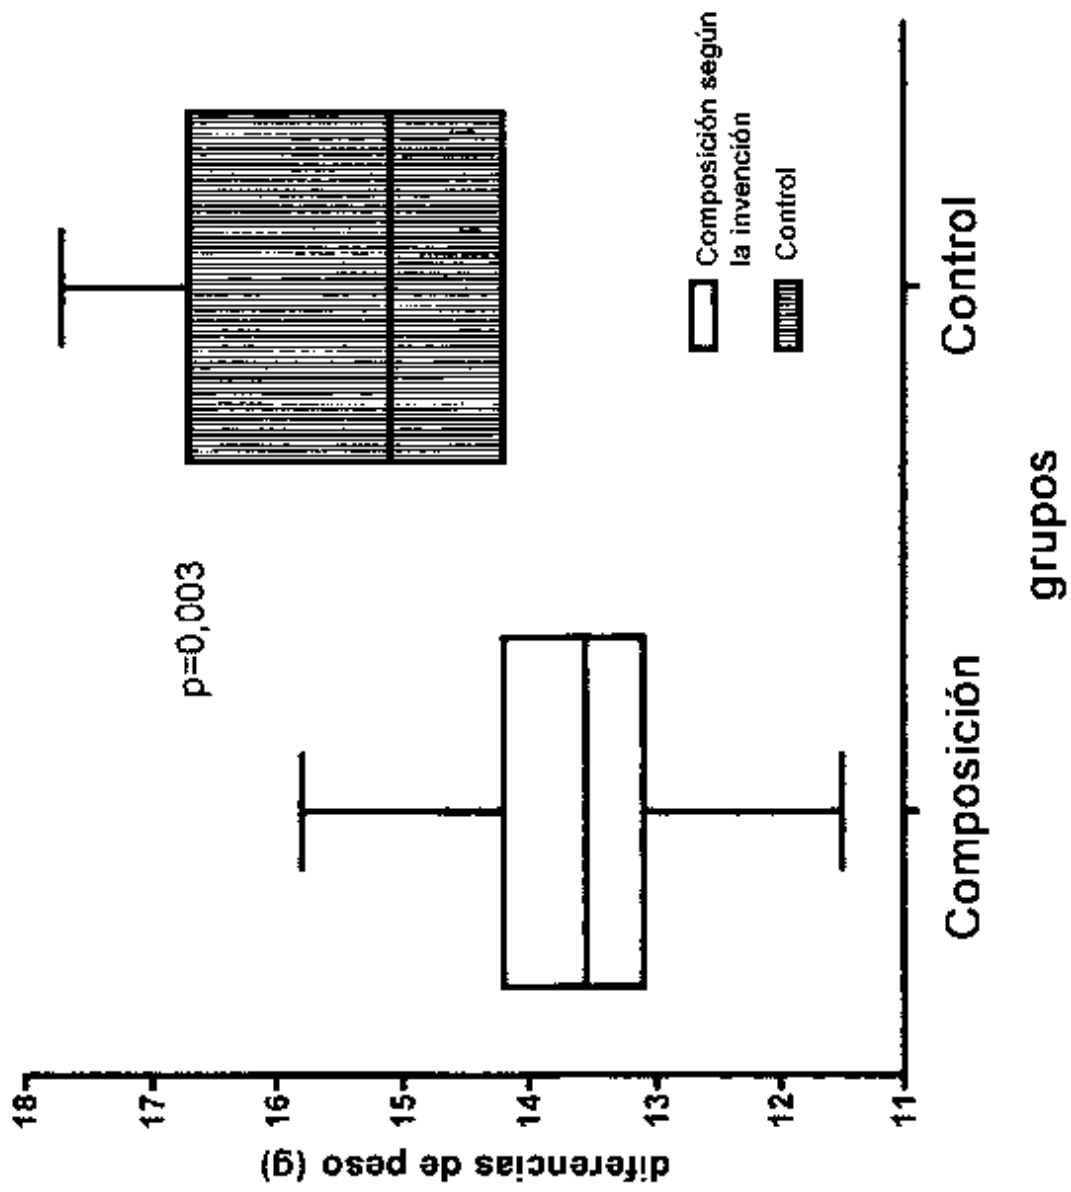 diferencias de peso (g)
18
17
16
15
14
13
12
11
p=0,003
Composición según
la invención
Control
Composición
Control
grupos